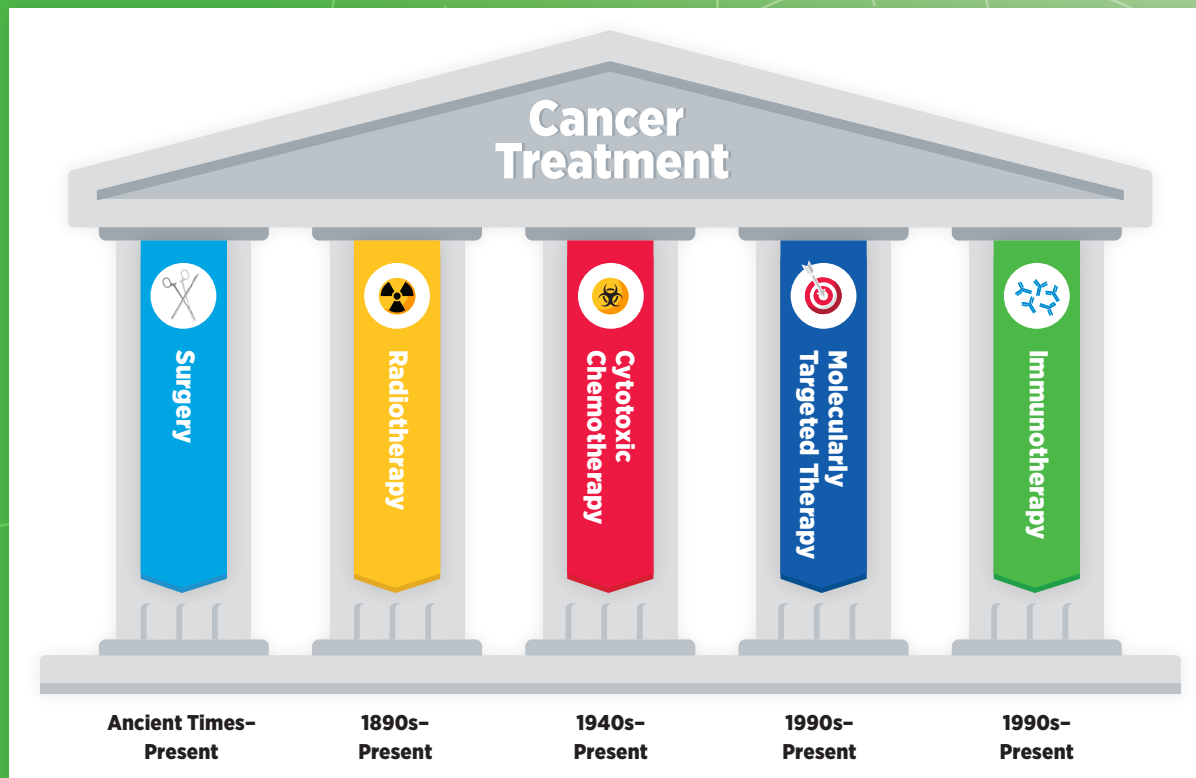 Cancer
Treatment
Surgery
Radiotherapy
Cytotoxic
Chemotherapy
Molecularly
Targeted Therapy
Immunotherapy
Ancient Times–
Present
1890s–
Present
1940s–
Present
1990s–
Present
1990s–
Present